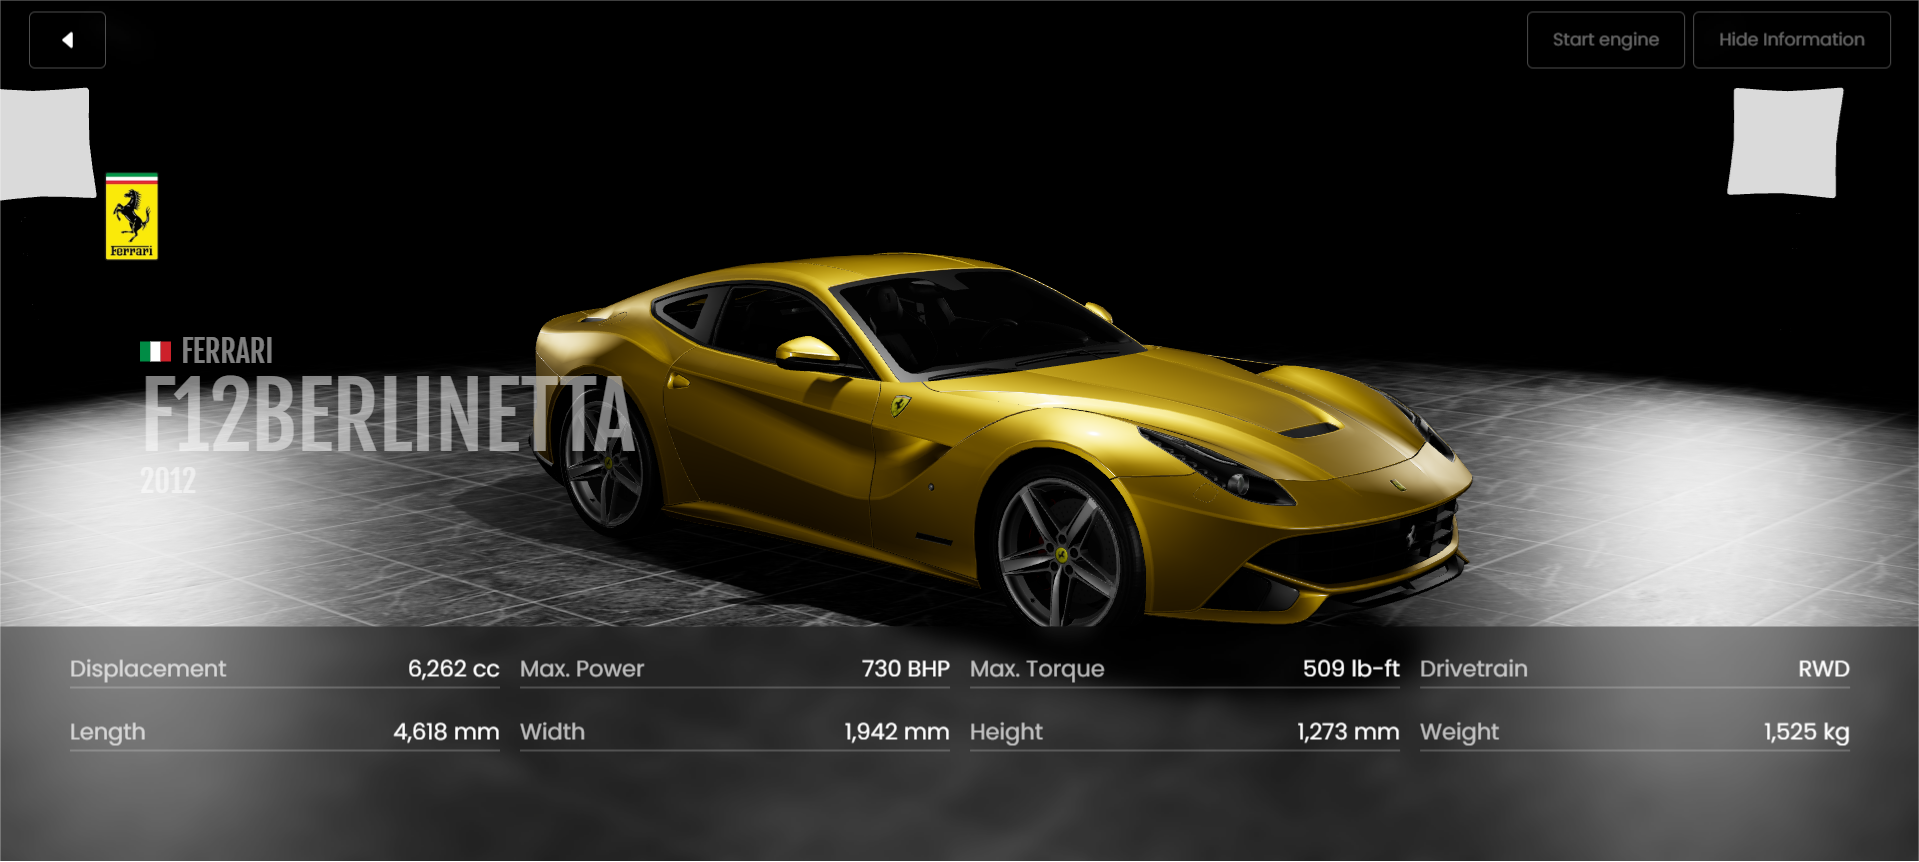 Start engine
Hide Information
Ferrari
FERRARI
F12BERLINETTA
2012
Displacement 6,262 cc
Max. Power 730 BHP
Max. Torque 509 lb-ft
Drivetrain RWD
Length 4,618 mm
Width 1,942 mm
Height 1,273 mm
Weight 1,525 kg